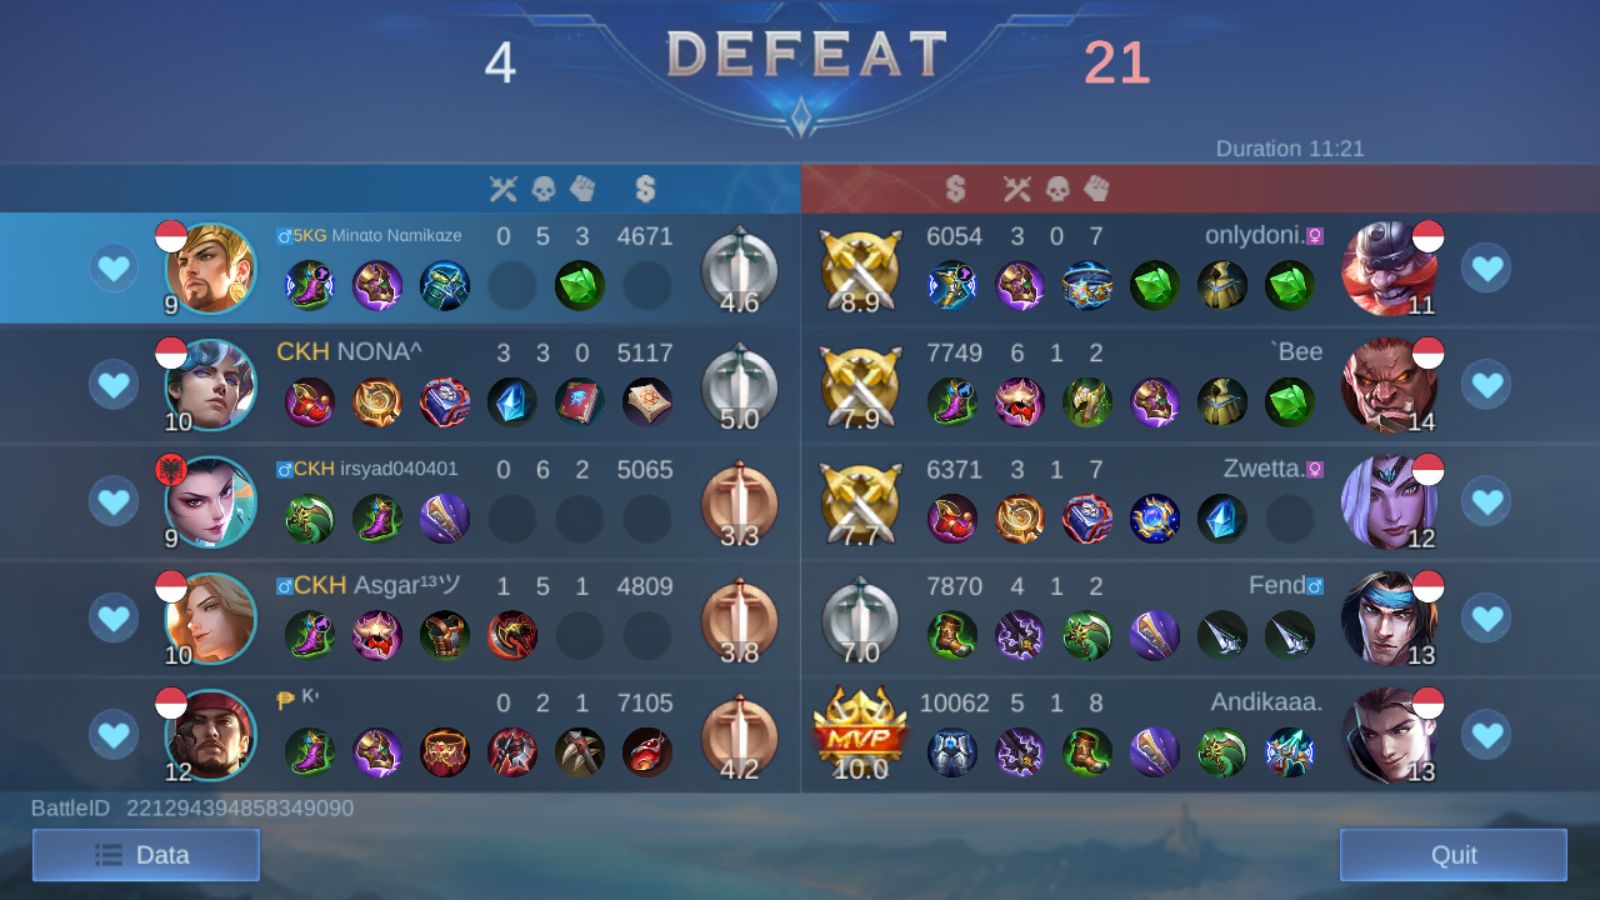 4 DEFEAT 21
Duration 11:21
5KG Minato Namikaze 0 5 3 4671
9 4.6
8.9 6054 3 0 7 onlydoni.
11
CKH NONA^ 3 3 0 5117
10 5.0
7.9 7749 6 1 2 `Bee
14
CKH irsyad040401 0 6 2 5065
9 3.3
7.7 6371 3 1 7 Zwetta.
12
CKH Asgar¹³ツ 1 5 1 4809
10 3.8
7.0 7870 4 1 2 Fend
13
K' 0 2 1 7105
12 4.2
MVP 10.0 10062 5 1 8 Andikaaa.
13
BattleID 221294394858349090
Data Quit